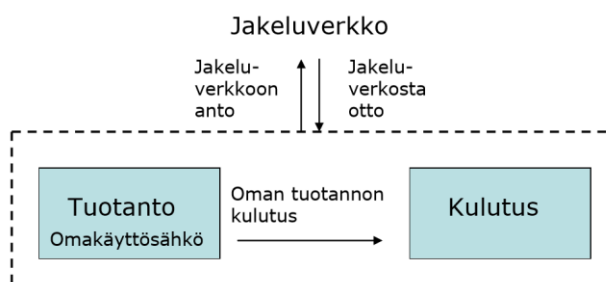 Jakeluverkko
Jakelu-
verkkoon
anto
Jakelu-
verkosta
otto
Tuotanto
Omakäyttösähkö
Oman tuotannon
kulutus
Kulutus